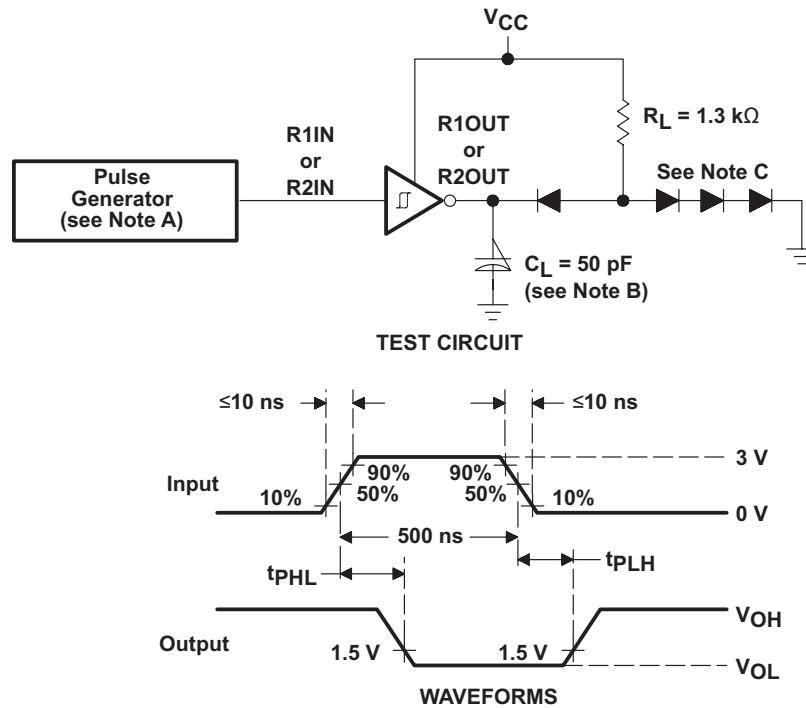 VCC
RL = 1.3 kΩ
R1IN
or
R2IN
R1OUT
or
R2OUT
See Note C
Pulse
Generator
(see Note A)
CL = 50 pF
(see Note B)
TEST CIRCUIT
≤10 ns
≤10 ns
3 V
90%
90%
Input
50%
50%
10%
10%
0 V
500 ns
tPHL
tPLH
VOH
Output
1.5 V
1.5 V
VOL
WAVEFORMS